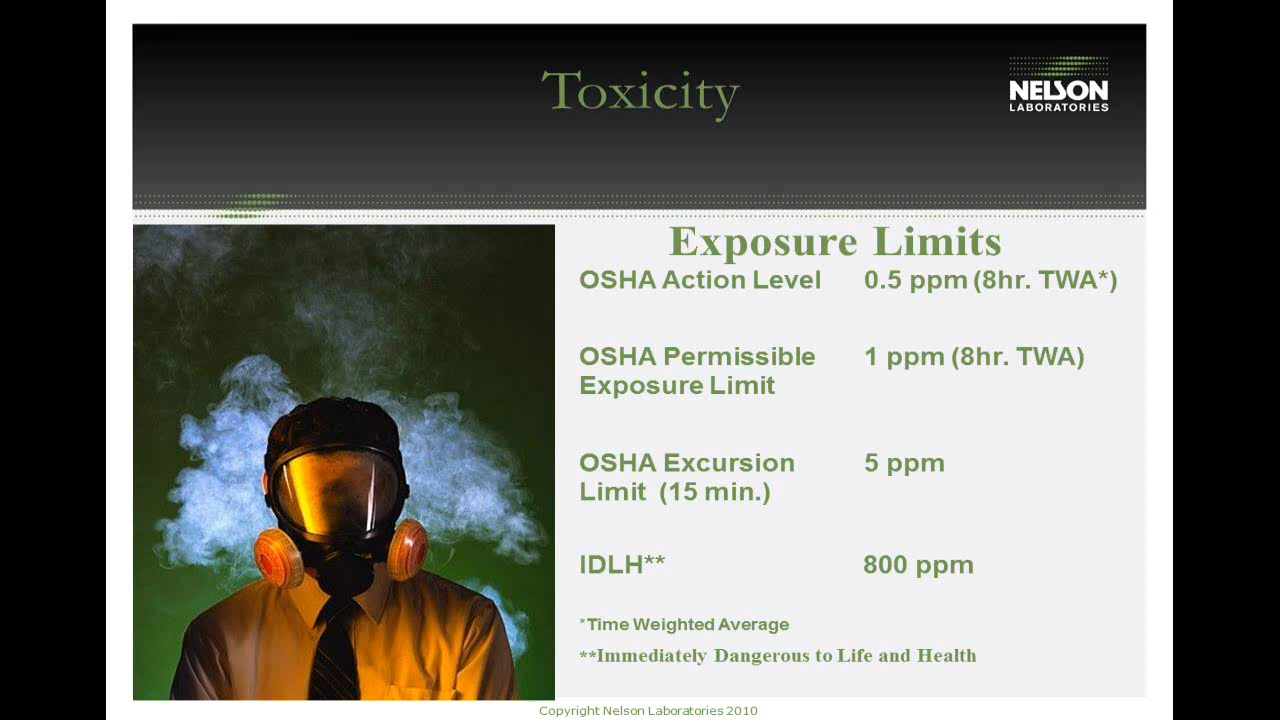 Toxicity
NELSON
LABORATORIES
Exposure Limits
OSHA Action Level 0.5 ppm (8hr. TWA*)
OSHA Permissible 1 ppm (8hr. TWA)
Exposure Limit
OSHA Excursion 5 ppm
Limit (15 min.)
IDLH** 800 ppm
*Time Weighted Average
**Immediately Dangerous to Life and Health
Copyright Nelson Laboratories 2010